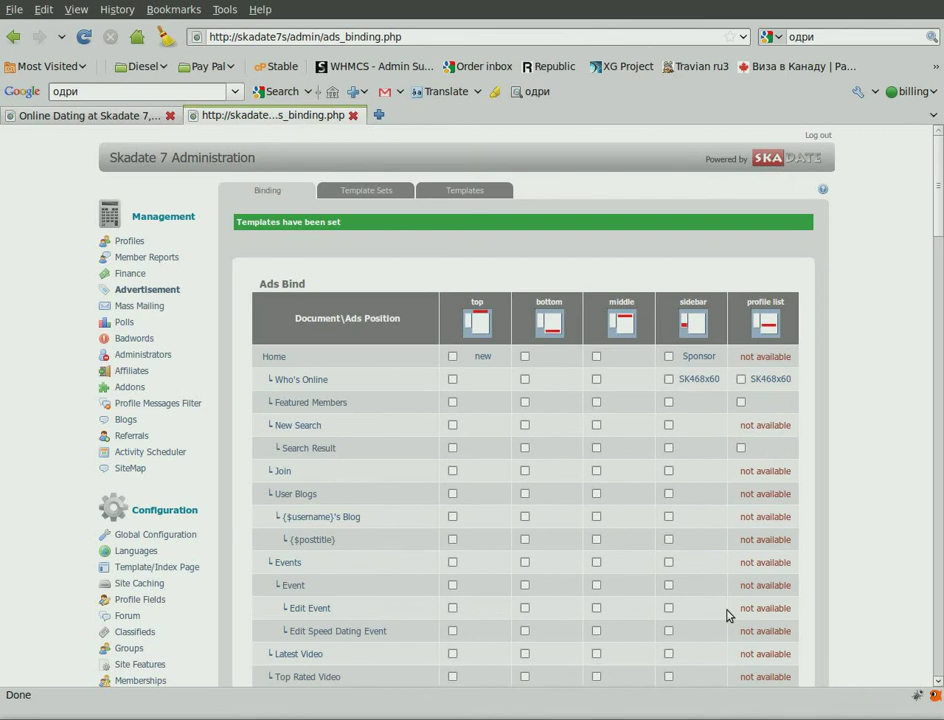 File Edit View History Bookmarks Tools Help
http://skadate7s/admin/ads_binding.php
одри
Most Visited Diesel Pay Pal Stable WHMCS - Admin Su... Order inbox Republic XG Project Travian ru3 Виза в Канаду | Ра... »
Google одри Search Translate одри billing
Online Dating at Skadate 7,... http://skadate...s_binding.php
Log out
Skadate 7 Administration
Powered by SKADATE
Binding Template Sets Templates
Templates have been set
Management
Profiles
Member Reports
Finance
Advertisement
Mass Mailing
Polls
Badwords
Administrators
Affiliates
Addons
Profile Messages Filter
Blogs
Referrals
Activity Scheduler
SiteMap
Configuration
Global Configuration
Languages
Template/Index Page
Site Caching
Profile Fields
Forum
Classifieds
Groups
Site Features
Memberships
Ads Bind
Document\Ads Position top bottom middle sidebar profile list
Home new Sponsor not available
Who's Online SK468x60 SK468x60
Featured Members
New Search not available
Search Result
Join not available
User Blogs not available
{$username}'s Blog not available
{$posttitle} not available
Events not available
Event not available
Edit Event not available
Edit Speed Dating Event not available
Latest Video not available
Top Rated Video not available
Done